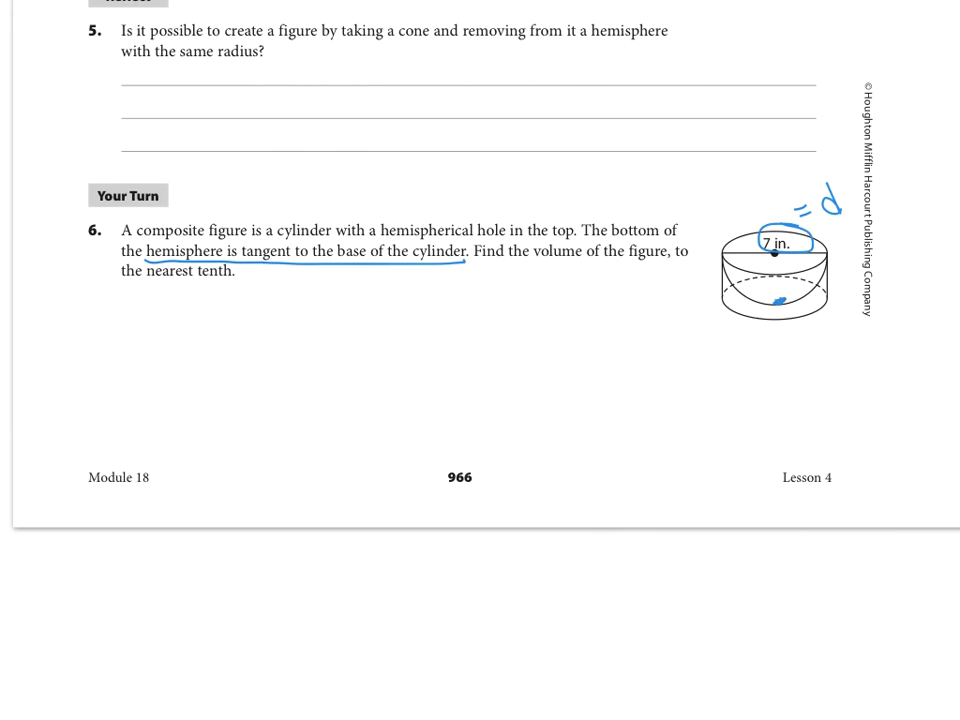 5. Is it possible to create a figure by taking a cone and removing from it a hemisphere
with the same radius?
© Houghton Mifflin Harcourt Publishing Company
Your Turn
= d
6. A composite figure is a cylinder with a hemispherical hole in the top. The bottom of
the hemisphere is tangent to the base of the cylinder. Find the volume of the figure, to
the nearest tenth.
7 in.
Module 18
966
Lesson 4